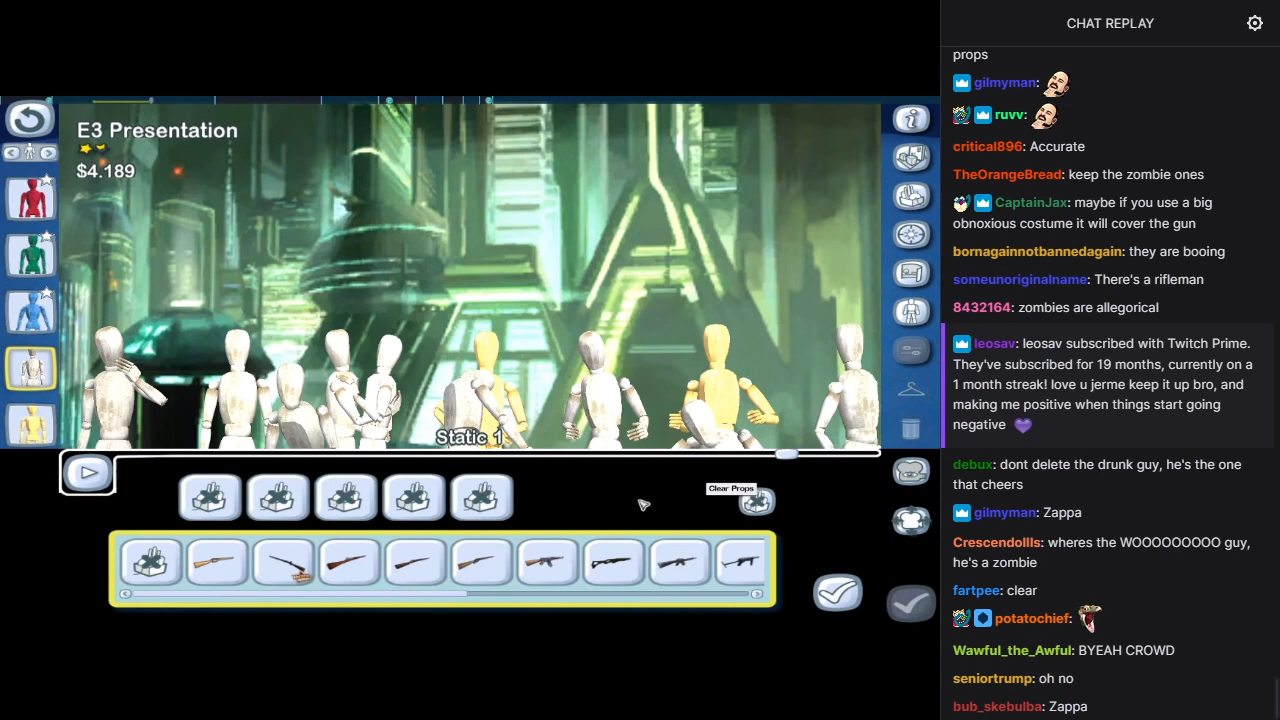 E3 Presentation
$4.189
Static 1
Clear Props
CHAT REPLAY
props
gilmyman:
ruvv:
critical896: Accurate
TheOrangeBread: keep the zombie ones
CaptainJax: maybe if you use a big
obnoxious costume it will cover the gun
bornagainnotbannedagain: they are booing
someunoriginalname: There's a rifleman
8432164: zombies are allegorical
leosav: leosav subscribed with Twitch Prime.
They've subscribed for 19 months, currently on a
1 month streak! love u jerme keep it up bro, and
making me positive when things start going
negative
debux: dont delete the drunk guy, he's the one
that cheers
gilmyman: Zappa
Crescendollls: wheres the WOOOOOOOOO guy,
he's a zombie
fartpee: clear
potatochief:
Wawful_the_Awful: BYEAH CROWD
seniortrump: oh no
bub_skebulba: Zappa